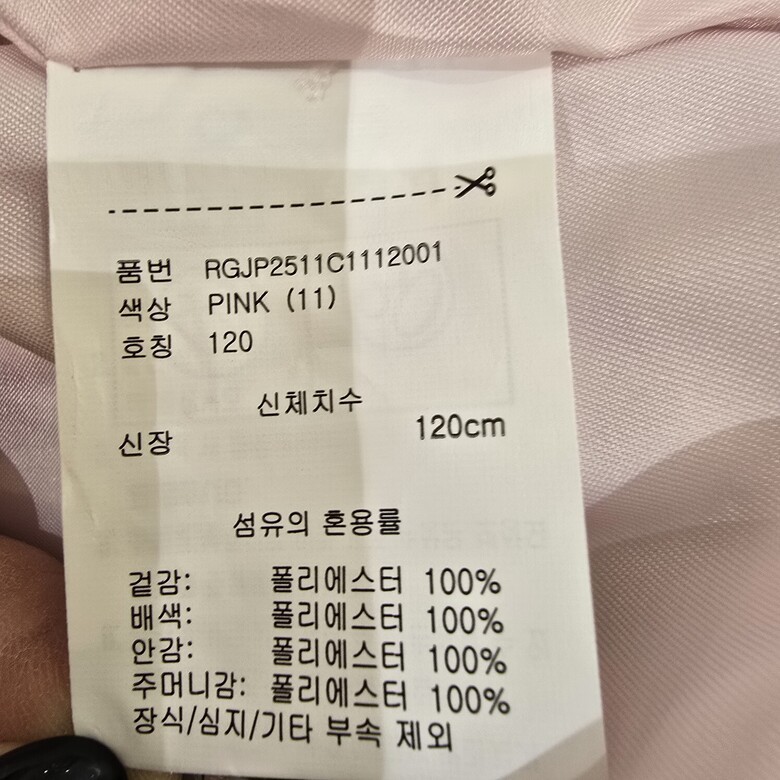 품번 RGJP2511C1112001
색상 PINK (11)
호칭 120
신체치수
신장 120cm
섬유의 혼용률
겉감: 폴리에스터 100%
배색: 폴리에스터 100%
안감: 폴리에스터 100%
주머니감: 폴리에스터 100%
장식/심지/기타 부속 제외